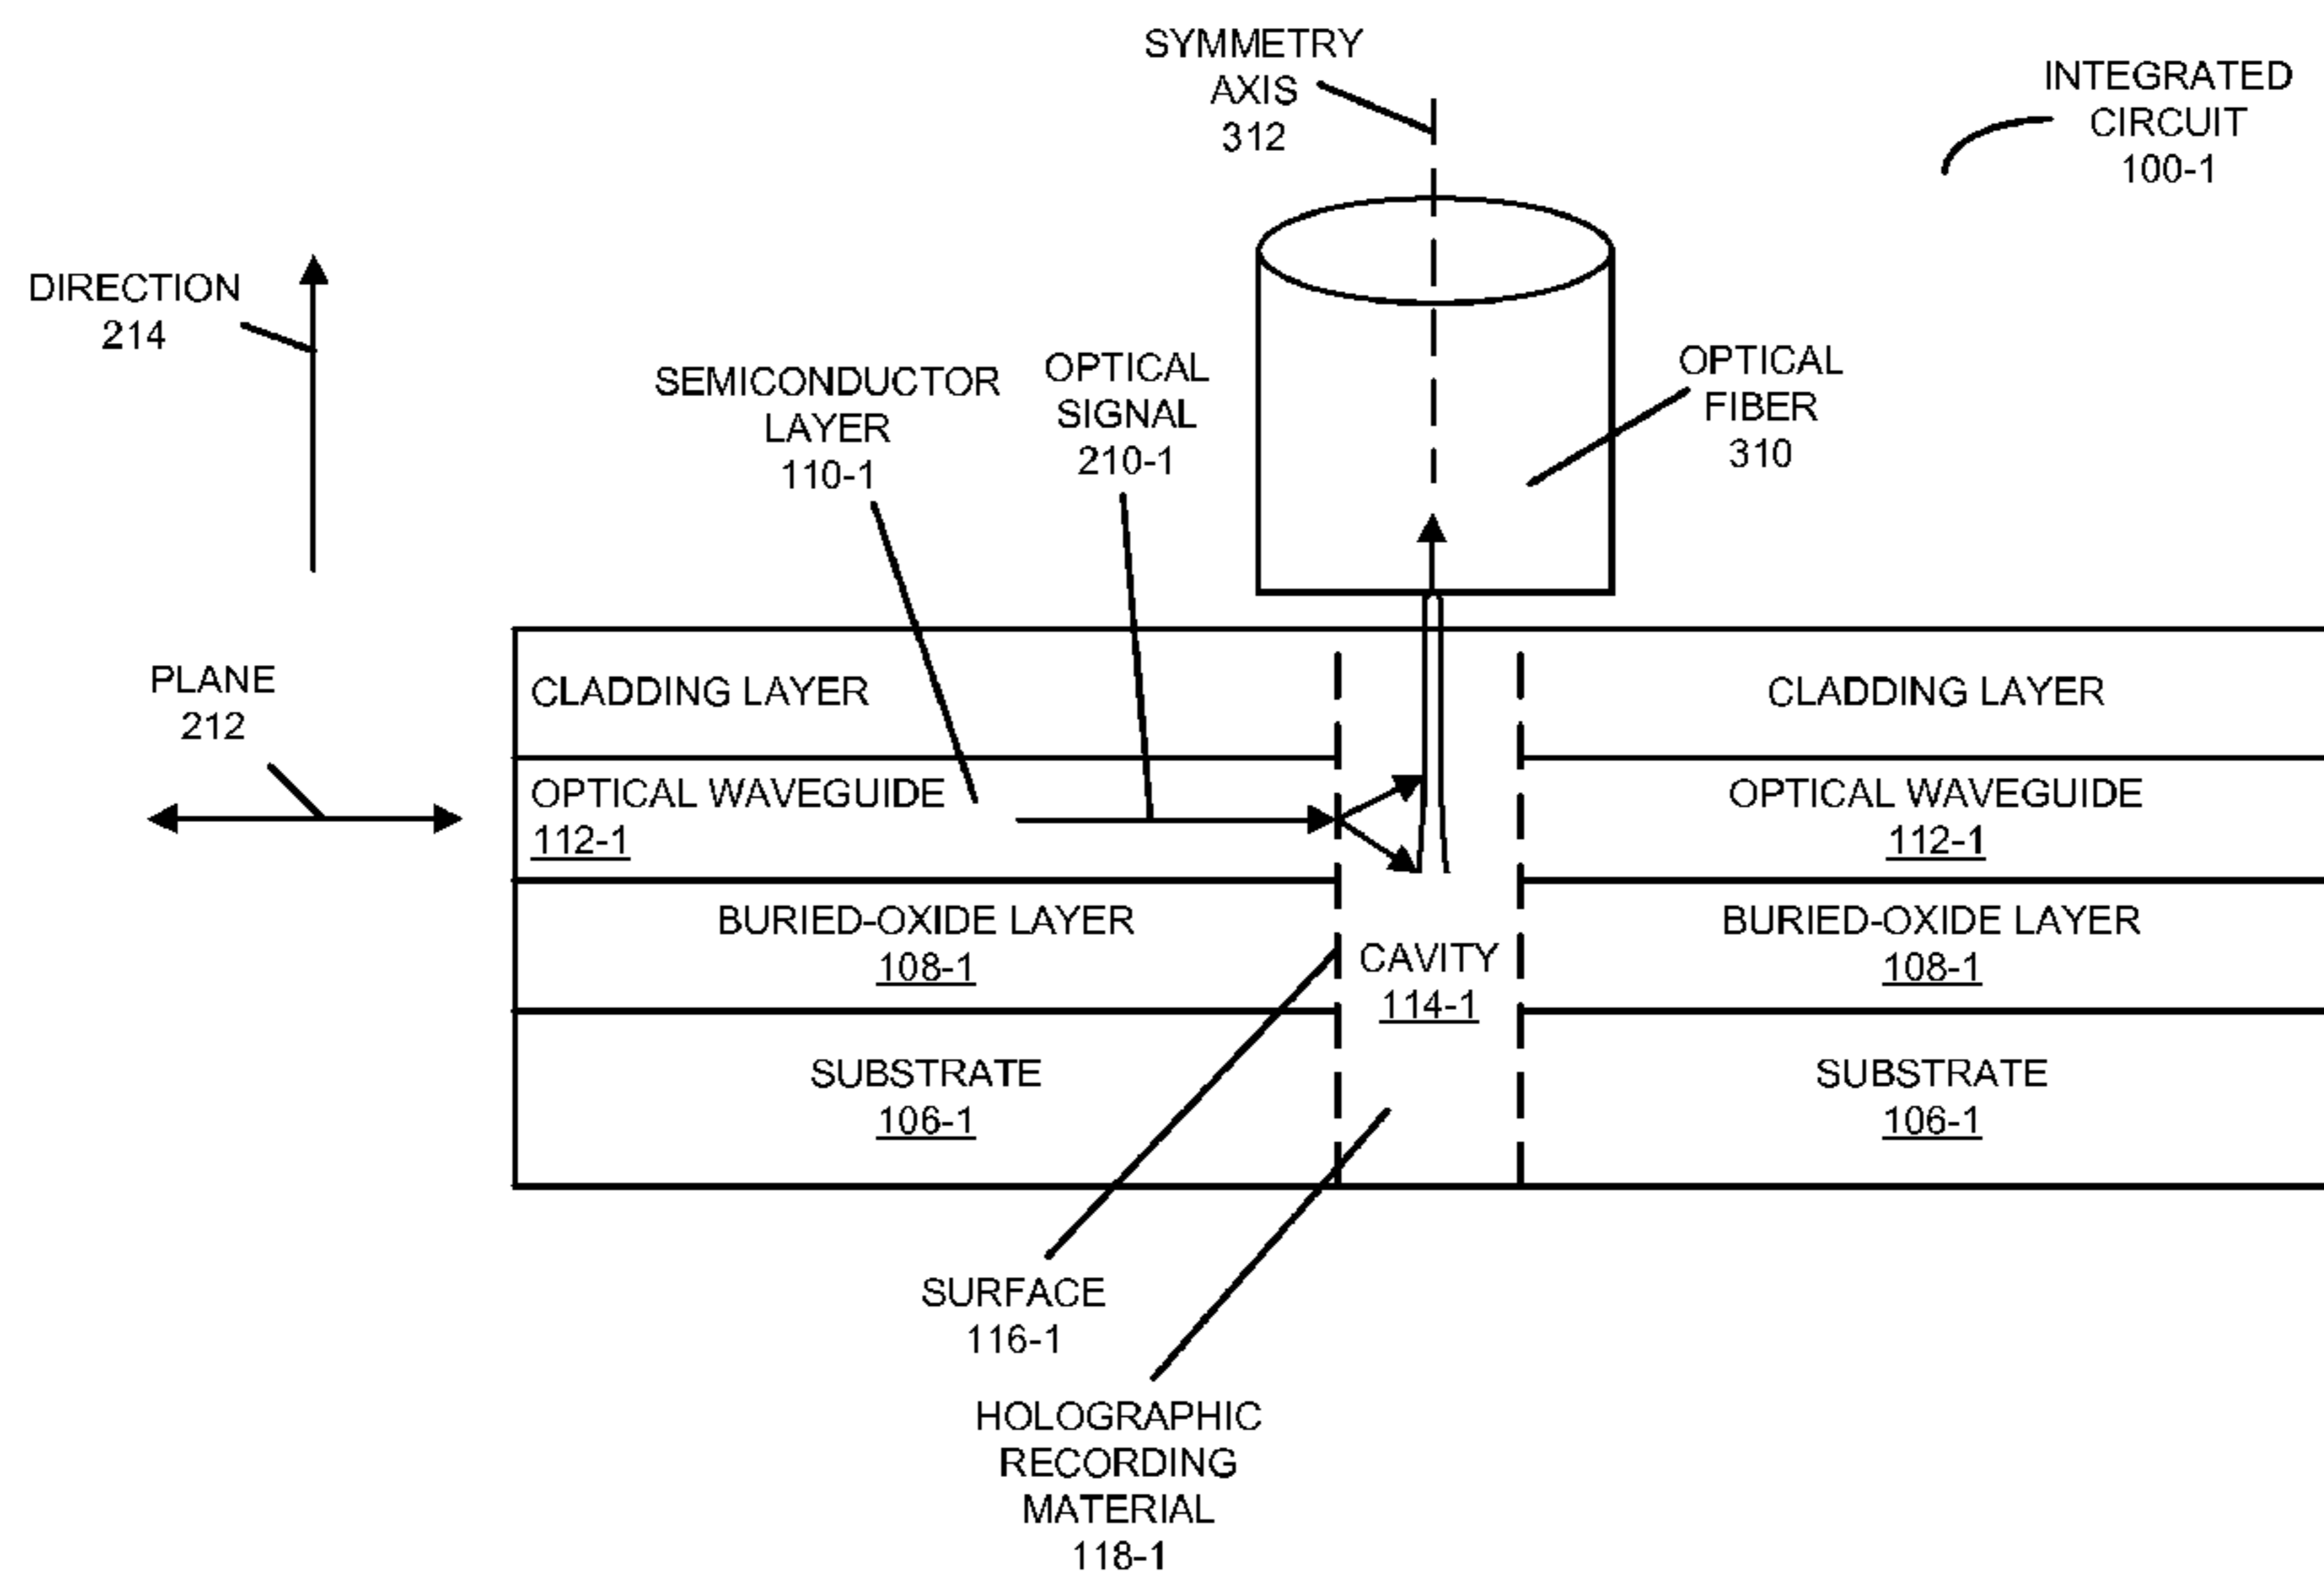 SYMMETRY
AXIS
312
INTEGRATED
CIRCUIT
100-1
DIRECTION
214
SEMICONDUCTOR
LAYER
110-1
OPTICAL
SIGNAL
210-1
OPTICAL
FIBER
310
PLANE
212
CLADDING LAYER
CLADDING LAYER
OPTICAL WAVEGUIDE
112-1
OPTICAL WAVEGUIDE
112-1
BURIED-OXIDE LAYER
108-1
CAVITY
114-1
BURIED-OXIDE LAYER
108-1
SUBSTRATE
106-1
SUBSTRATE
106-1
SURFACE
116-1
HOLOGRAPHIC
RECORDING
MATERIAL
118-1